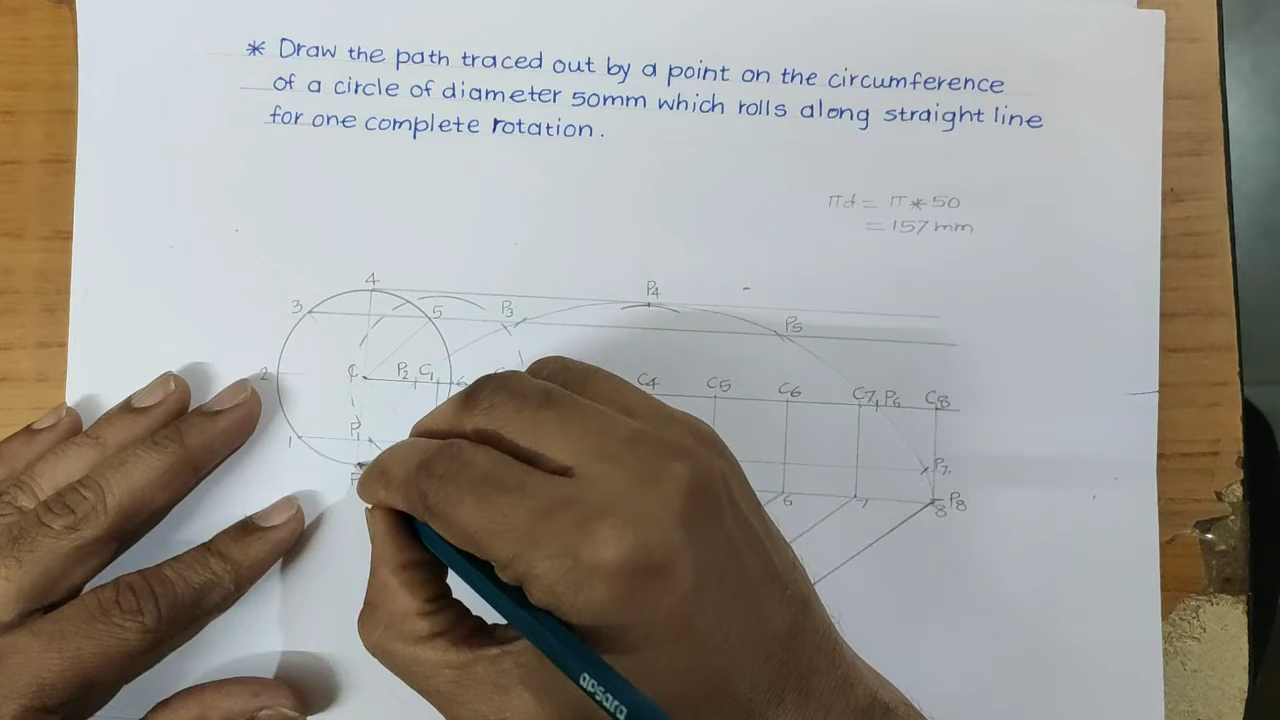 * Draw the path traced out by a point on the circumference
of a circle of diameter 50mm which rolls along straight line
for one complete rotation.
πd = π * 50
= 157 mm
4
3 5 P3 P4 P5
2 C P2 C1 6 C4 C5 C6 C7 P6 C8
1 P1 P7
6 7 8 P8
apsara